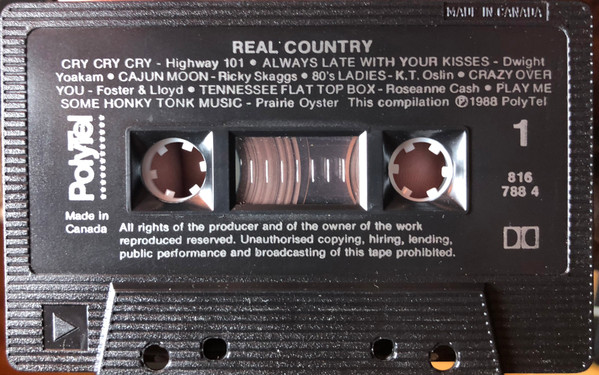 MADE IN CANADA
REAL COUNTRY
CRY CRY CRY - Highway 101 • ALWAYS LATE WITH YOUR KISSES - Dwight
Yoakam • CAJUN MOON - Ricky Skaggs • 80's LADIES - K.T. Oslin • CRAZY OVER
YOU - Foster & Lloyd • TENNESSEE FLAT TOP BOX - Roseanne Cash • PLAY ME
SOME HONKY TONK MUSIC - Prairie Oyster This compilation Ⓟ1988 PolyTel
PolyTel
1
816
788 4
Made in
Canada
All rights of the producer and of the owner of the work
reproduced reserved. Unauthorised copying, hiring, lending,
public performance and broadcasting of this tape prohibited.